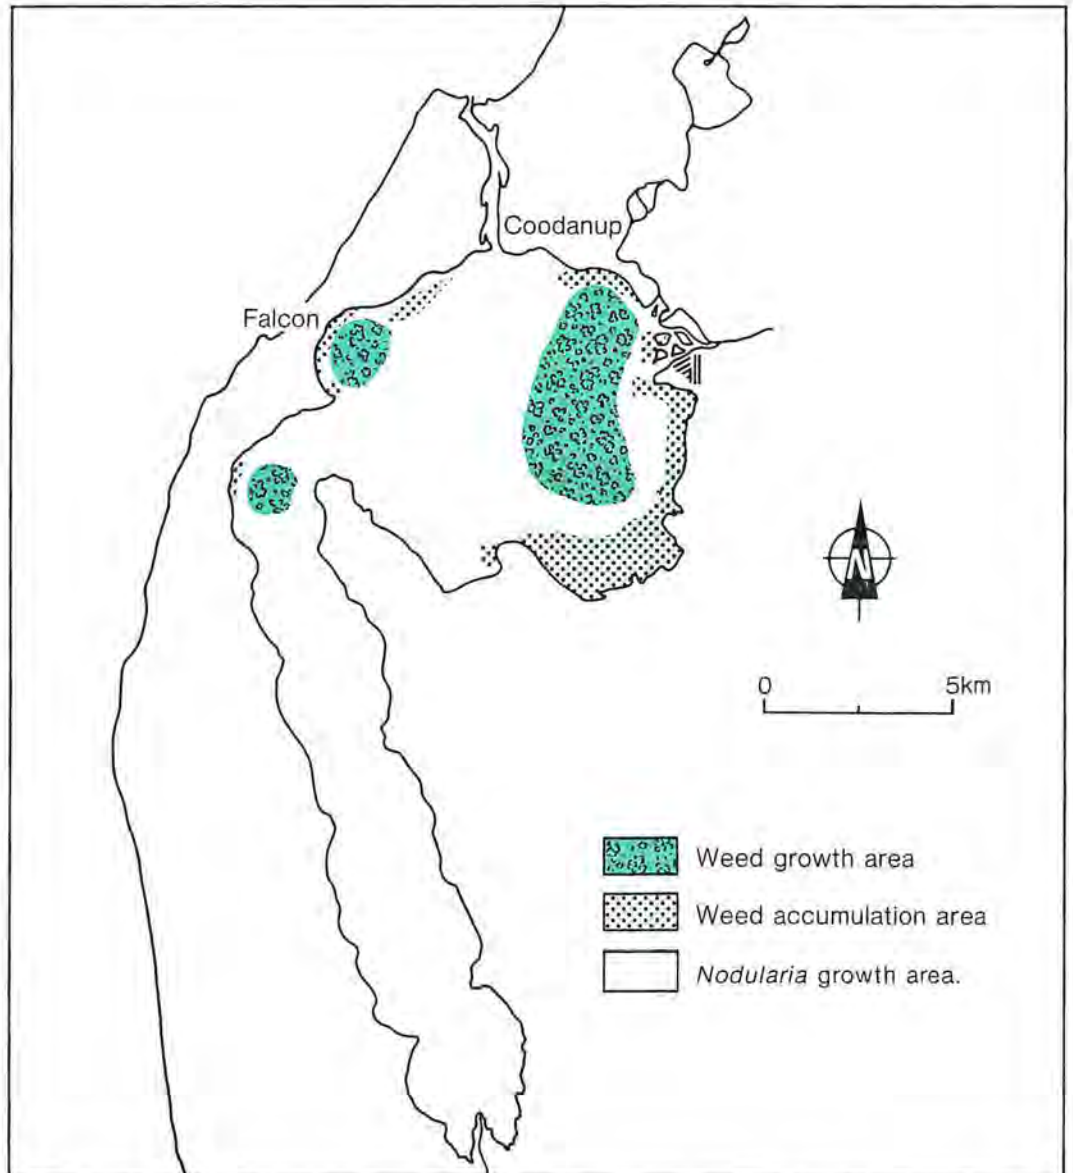 Coodanup
Falcon
N
0 5km
Weed growth area
Weed accumulation area
Nodularia growth area.